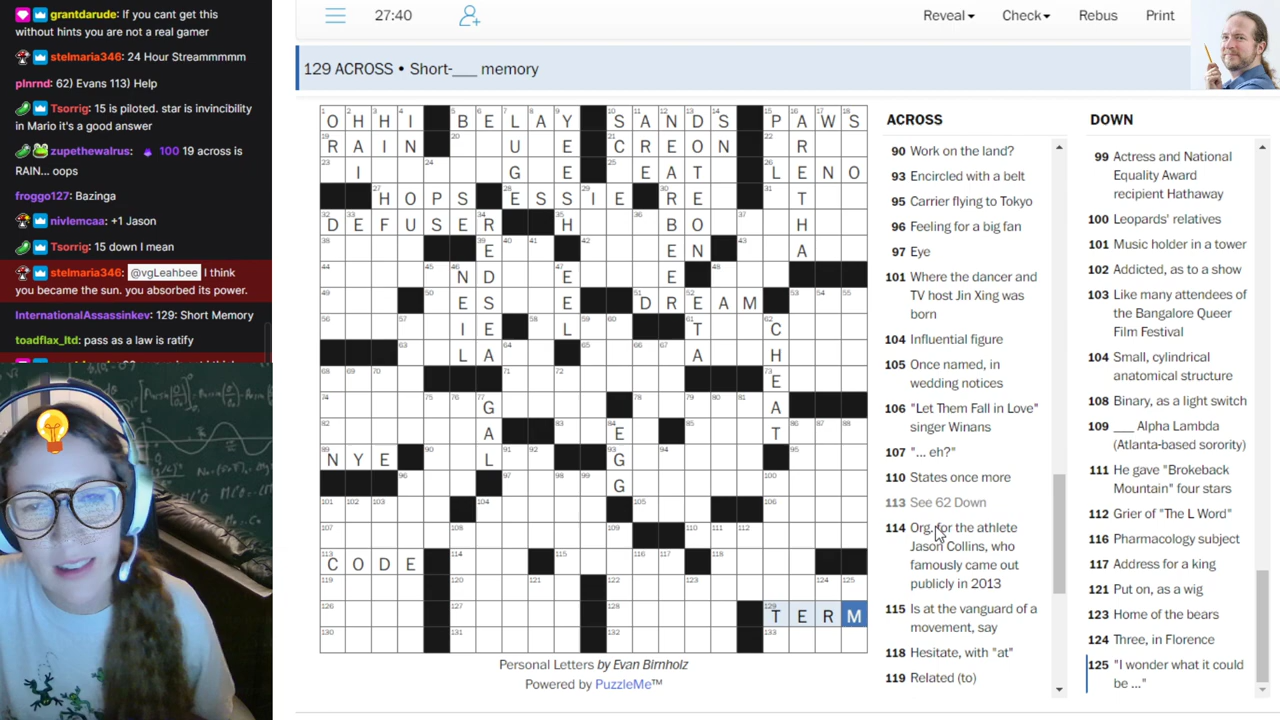 grantdarude: If you cant get this
without hints you are not a real gamer
stelmaria346: 24 Hour Streammmmm
plnrnd: 62) Evans 113) Help
Tsorrig: 15 is piloted. star is invincibility
in Mario it's a good answer
zupethewalrus: 100 19 across is
RAIN... oops
froggo127: Bazinga
nivlemcaa: +1 Jason
Tsorrig: 15 down I mean
stelmaria346: @vgLeahbee I think
you became the sun. you absorbed its power.
InternationalAssassinkev: 129: Short Memory
toadflax_ltd: pass as a law is ratify
27:40
Reveal Check Rebus Print
129 ACROSS • Short-___ memory
O H H I B E L A Y S A N D S P A W S
R A I N U E C R E O N R
I G E E A T L E N O
H O P S E S S I E R E T
D E F U S E R H B O H
E E N A
N D E E
S E E D R E A M
I E L T C
L A A H
E
G A
A E T
N Y E L G
G
C O D E
T E R M
Personal Letters by Evan Birnholz
Powered by PuzzleMe™
ACROSS
90 Work on the land?
93 Encircled with a belt
95 Carrier flying to Tokyo
96 Feeling for a big fan
97 Eye
101 Where the dancer and
TV host Jin Xing was
born
104 Influential figure
105 Once named, in
wedding notices
106 "Let Them Fall in Love"
singer Winans
107 "... eh?"
110 States once more
113 See 62 Down
114 Org. for the athlete
Jason Collins, who
famously came out
publicly in 2013
115 Is at the vanguard of a
movement, say
118 Hesitate, with "at"
119 Related (to)
DOWN
99 Actress and National
Equality Award
recipient Hathaway
100 Leopards' relatives
101 Music holder in a tower
102 Addicted, as to a show
103 Like many attendees of
the Bangalore Queer
Film Festival
104 Small, cylindrical
anatomical structure
108 Binary, as a light switch
109 ___ Alpha Lambda
(Atlanta-based sorority)
111 He gave "Brokeback
Mountain" four stars
112 Grier of "The L Word"
116 Pharmacology subject
117 Address for a king
121 Put on, as a wig
123 Home of the bears
124 Three, in Florence
125 "I wonder what it could
be ..."